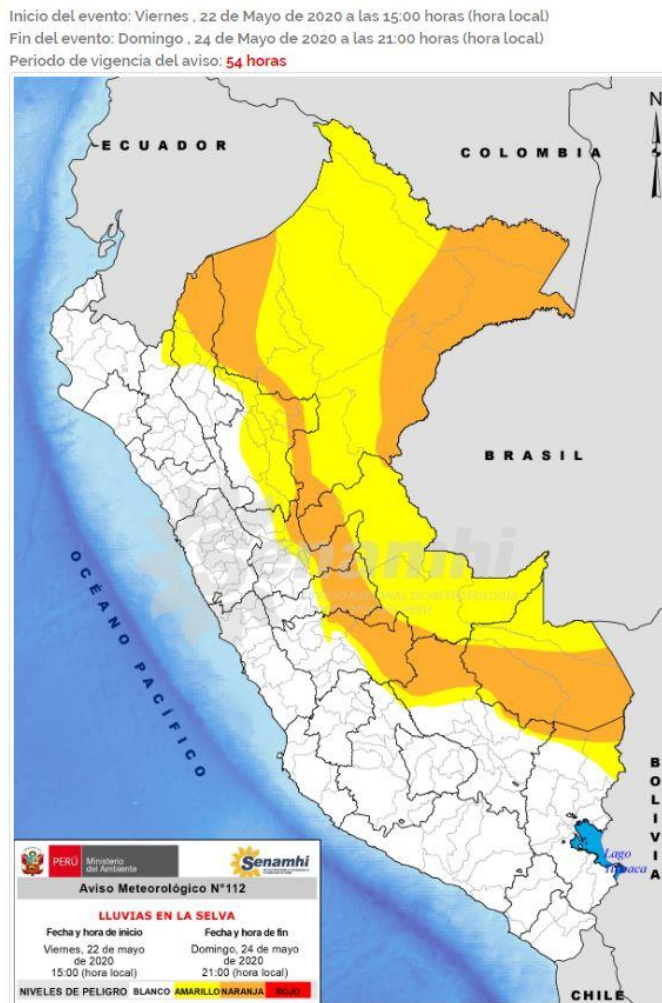 Inicio del evento: Viernes , 22 de Mayo de 2020 a las 15:00 horas (hora local)
Fin del evento: Domingo , 24 de Mayo de 2020 a las 21:00 horas (hora local)
Periodo de vigencia del aviso: 54 horas
N
ECUADOR
COLOMBIA
BRASIL
Senamhi
SERVICIO NACIONAL DE METEOROLOGÍA
OCÉANO PACÍFICO
BOLIVIA
Lago
CHILE
PERÚ
Ministerio
del Ambiente
Senamhi
Aviso Meteorológico N°112
LLUVIAS EN LA SELVA
Fecha y hora de inicio Fecha y hora de fin
Viernes, 22 de mayo Domingo, 24 de mayo
de 2020 de 2020
15:00 (hora local) 21:00 (hora local)
NIVELES DE PELIGRO BLANCO AMARILLO NARANJA ROJO